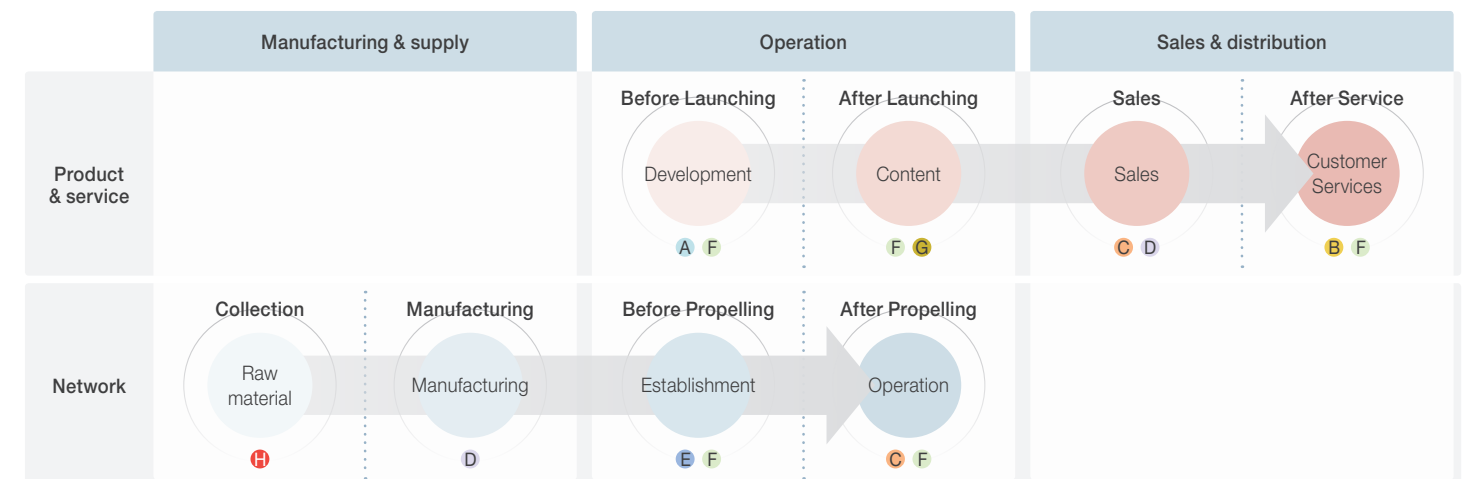 Manufacturing & supply
Operation
Sales & distribution
Product
& service
Before Launching
After Launching
Sales
After Service
Development
Content
Sales
Customer
Services
A F
F G
C D
B F
Network
Collection
Manufacturing
Before Propelling
After Propelling
Raw
material
Manufacturing
Establishment
Operation
H
D
E F
C F